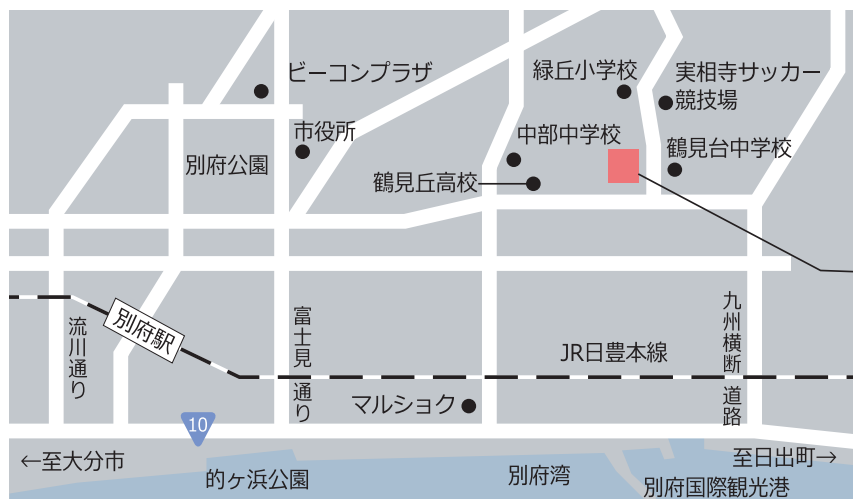 ビーコンプラザ
緑丘小学校
実相寺サッカー
競技場
市役所
中部中学校
鶴見台中学校
別府公園
鶴見丘高校
流川通り
別府駅
富士見通り
九州横断道路
JR日豊本線
マルショク
10
←至大分市
的ヶ浜公園
別府湾
至日出町→
別府国際観光港